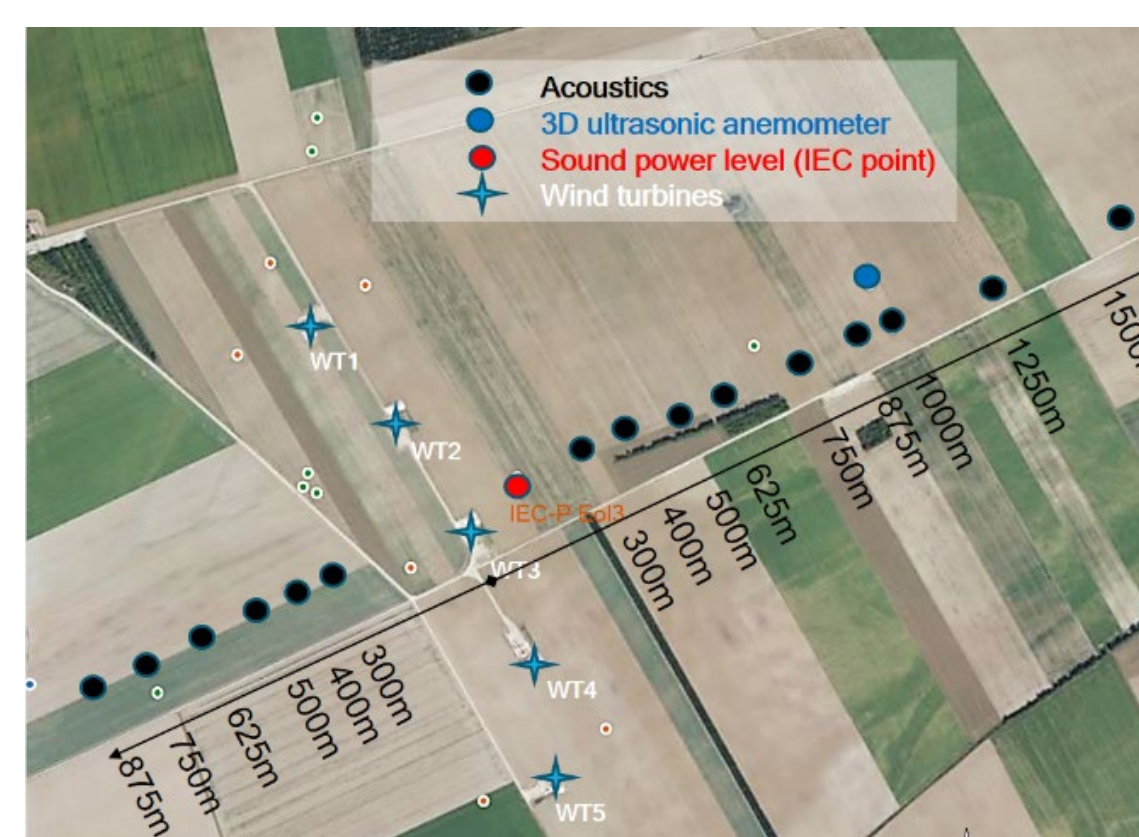 Acoustics
3D ultrasonic anemometer
Sound power level (IEC point)
Wind turbines
WT1
WT2
IEC-P Eol3
WT3
WT4
WT5
300m
400m
500m
625m
750m
875m
1000m
1250m
1500m
300m
400m
500m
625m
750m
875m